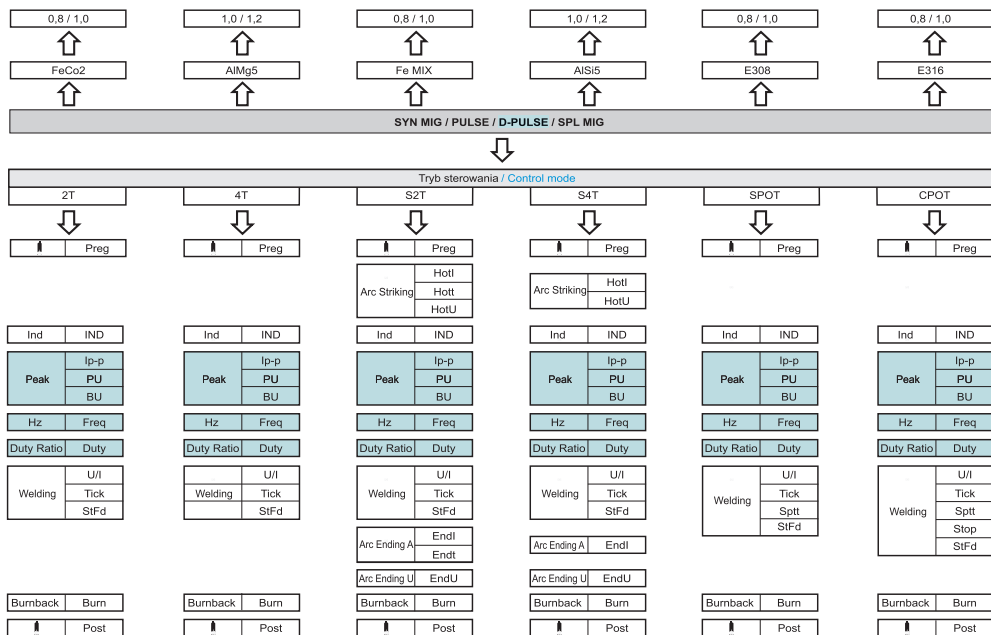 0,8 / 1,0 1,0 / 1,2 0,8 / 1,0 1,0 / 1,2 0,8 / 1,0 0,8 / 1,0
FeCo2 AlMg5 Fe MIX AlSi5 E308 E316
SYN MIG / PULSE / D-PULSE / SPL MIG
Tryb sterowania / Control mode
2T 4T S2T S4T SPOT CPOT
Preg Preg Preg Preg Preg Preg
Arc Striking HotI Hott HotU
Arc Striking HotI HotU
Ind IND Ind IND Ind IND Ind IND Ind IND Ind IND
Peak Ip-p Peak Ip-p Peak Ip-p Peak Ip-p Peak Ip-p Peak Ip-p
PU PU PU PU PU PU
BU BU BU BU BU BU
Hz Freq Hz Freq Hz Freq Hz Freq Hz Freq Hz Freq
Duty Ratio Duty Duty Ratio Duty Duty Ratio Duty Duty Ratio Duty Duty Ratio Duty Duty Ratio Duty
Welding U/I Tick StFd
Welding U/I Tick StFd
Welding U/I Tick StFd
Welding U/I Tick StFd
Welding U/I Tick Sptt StFd
Welding U/I Tick Sptt Stop StFd
Arc Ending A EndI Endt
Arc Ending A EndI
Arc Ending U EndU Arc Ending U EndU
Burnback Burn Burnback Burn Burnback Burn Burnback Burn Burnback Burn Burnback Burn
Post Post Post Post Post Post